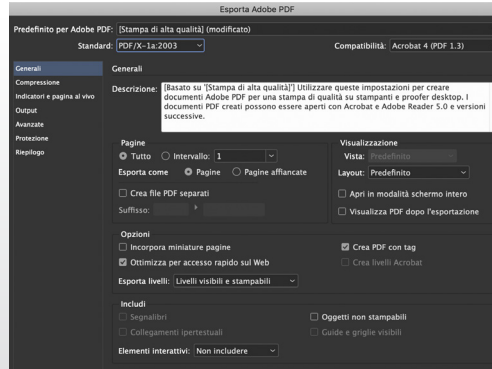 Esporta Adobe PDF
Predefinito per Adobe PDF: [Stampa di alta qualità] (modificato)
Standard: PDF/X-1a:2003
Compatibilità: Acrobat 4 (PDF 1.3)
Generali
Compressione
Indicatori e pagina al vivo
Output
Avanzate
Protezione
Riepilogo
Generali
Descrizione: [Basato su '[Stampa di alta qualità]'] Utilizzare queste impostazioni per creare
documenti Adobe PDF per una stampa di qualità su stampanti e proofer desktop. I
documenti PDF creati possono essere aperti con Acrobat e Adobe Reader 5.0 e versioni
successive.
Pagine
Tutto Intervallo: 1
Esporta come Pagine Pagine affiancate
Crea file PDF separati
Suffisso:
Visualizzazione
Vista: Predefinito
Layout: Predefinito
Apri in modalità schermo intero
Visualizza PDF dopo l'esportazione
Opzioni
Incorpora miniature pagine
Crea PDF con tag
Ottimizza per accesso rapido sul Web
Crea livelli Acrobat
Esporta livelli: Livelli visibili e stampabili
Includi
Segnalibri
Oggetti non stampabili
Collegamenti ipertestuali
Guide e griglie visibili
Elementi interattivi: Non includere